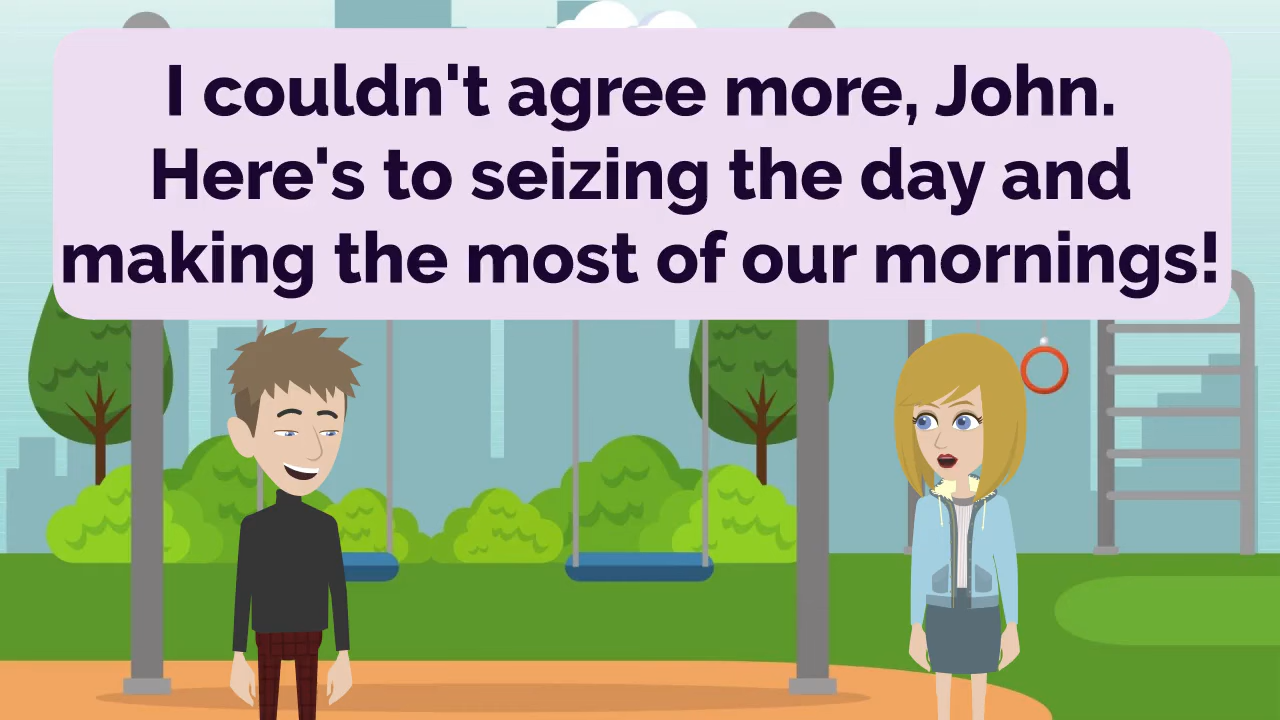 I couldn't agree more, John.
Here's to seizing the day and
making the most of our mornings!